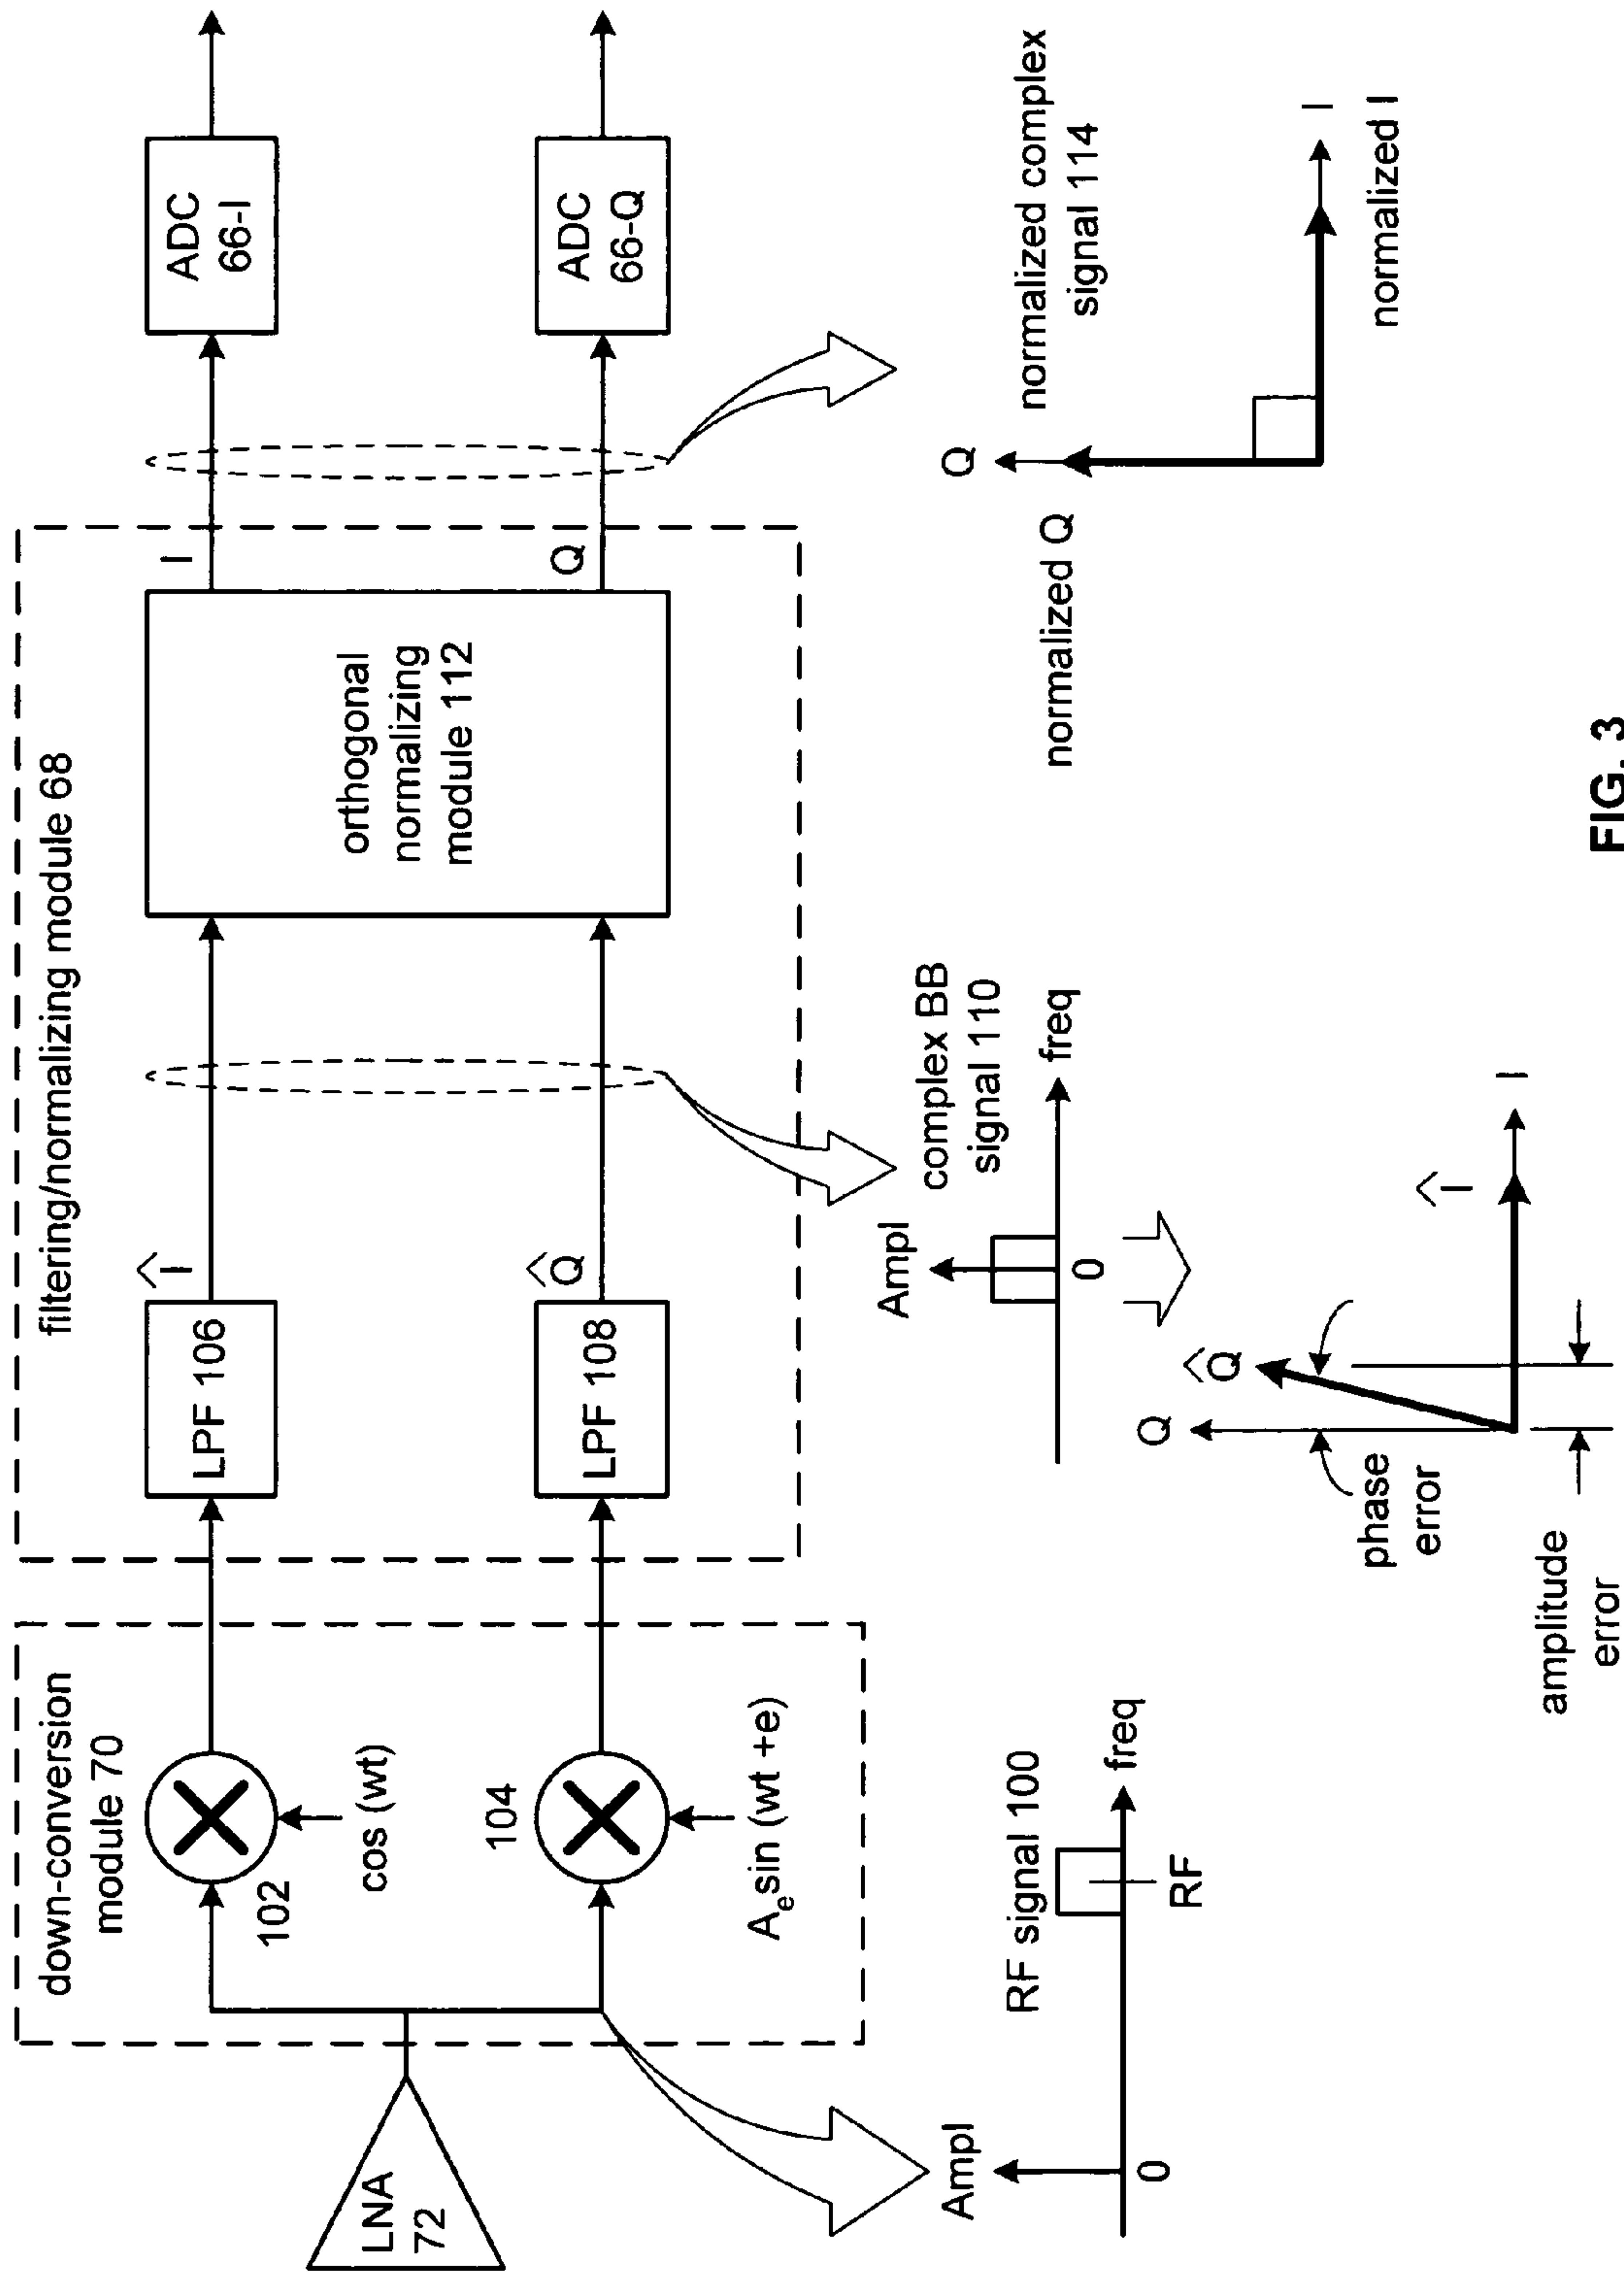 down-conversion
module 70
filtering/normalizing module 68
LNA
72
102
cos (wt)
104
Aₑ sin (wt +e)
LPF 106
Î
LPF 108
Q̂
orthogonal
normalizing
module 112
I
Q
ADC
66-I
ADC
66-Q
Ampl
RF signal 100
0
RF
freq
Ampl
complex BB
signal 110
0
freq
Q
Q̂
Î
I
phase
error
amplitude
error
normalized complex
signal 114
Q
normalized Q
I
normalized I
FIG. 3